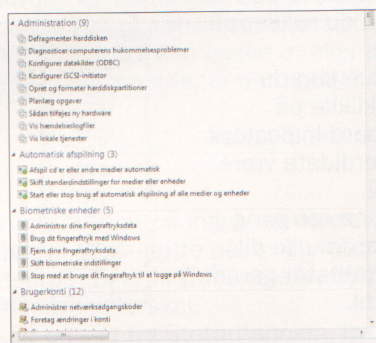 Administration (9)
Defragmenter harddisken
Diagnosticer computerens hukommelsesproblemer
Konfigurer datakilder (ODBC)
Konfigurer iSCSI-initiator
Opret og formater harddiskpartitioner
Planlæg opgaver
Sådan tilføjes ny hardware
Vis hændelseslogfiler
Vis lokale tjenester
Automatisk afspilning (3)
Afspil cd'er eller andre medier automatisk
Skift standardindstillinger for medier eller enheder
Start eller stop brug af automatisk afspilning af alle medier og enheder
Biometriske enheder (5)
Administrer dine fingeraftryksdata
Brug dit fingeraftryk med Windows
Fjern dine fingeraftryksdata
Skift biometriske indstillinger
Stop med at bruge dit fingeraftryk til at logge på Windows
Brugerkonti (12)
Administrer netværksadgangskoder
Foretag ændringer i konti